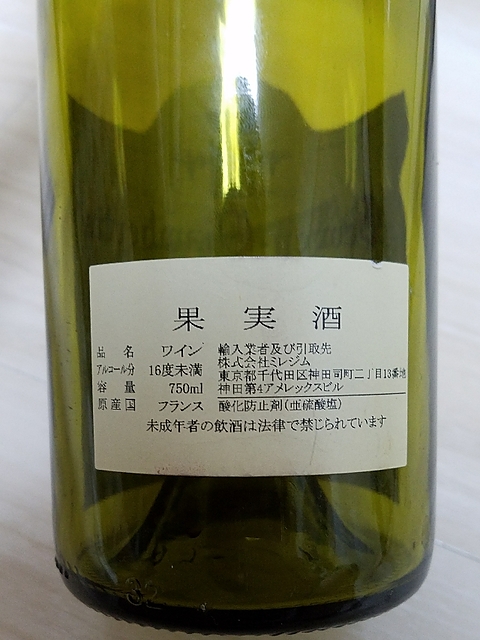 果実酒
品名 ワイン 輸入業者及び引取先
株式会社ミレジム
アルコール分 16度未満 東京都千代田区神田司町二丁目13番地
容量 750ml 神田第4アメレックスビル
原産国 フランス 酸化防止剤(亜硫酸塩)
未成年者の飲酒は法律で禁じられています